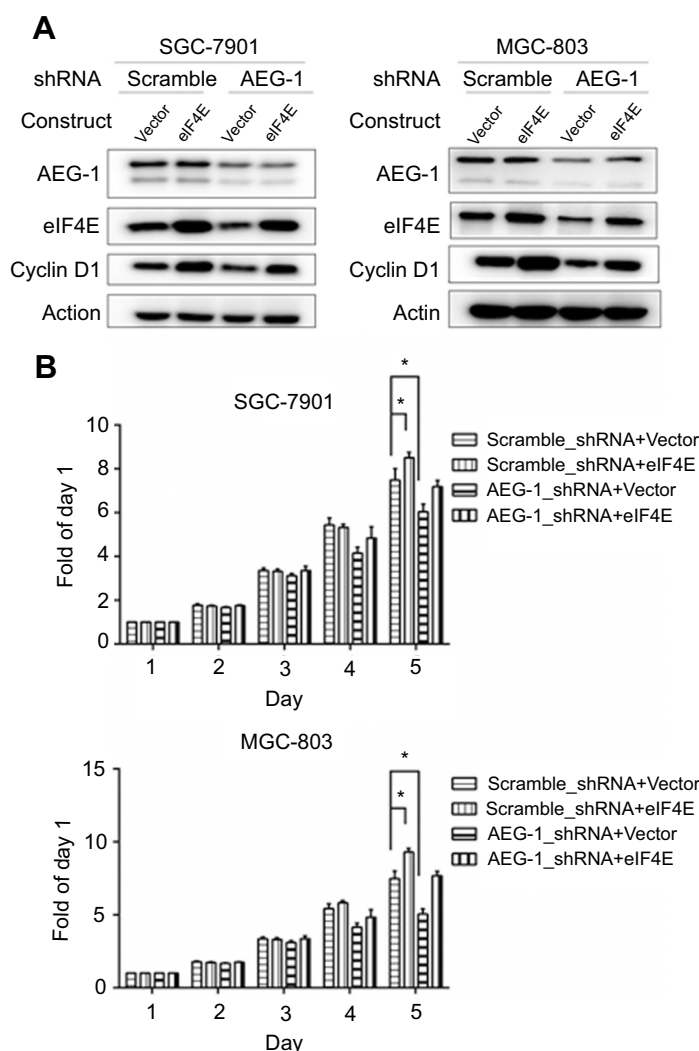 A
SGC-7901
shRNA Scramble AEG-1
Construct Vector eIF4E Vector eIF4E
AEG-1
eIF4E
Cyclin D1
Action
MGC-803
shRNA Scramble AEG-1
Construct Vector eIF4E Vector eIF4E
AEG-1
eIF4E
Cyclin D1
Actin
B
SGC-7901
*
*
10
8
6
4
2
0
Fold of day 1
1 2 3 4 5
Day
Scramble_shRNA+Vector
Scramble_shRNA+eIF4E
AEG-1_shRNA+Vector
AEG-1_shRNA+eIF4E
MGC-803
*
*
15
10
5
0
Fold of day 1
1 2 3 4 5
Day
Scramble_shRNA+Vector
Scramble_shRNA+eIF4E
AEG-1_shRNA+Vector
AEG-1_shRNA+eIF4E